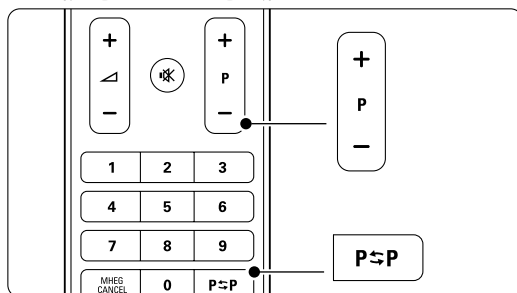 + + +
P P
− − −
1 2 3
4 5 6
7 8 9 P⇆P
MHEG
CANCEL 0 P⇆P